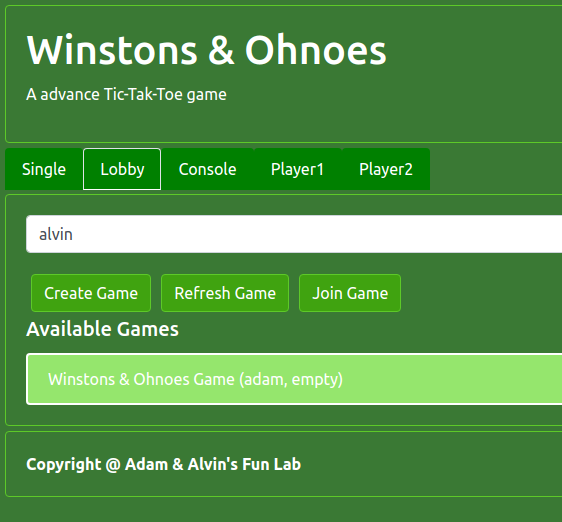 Winstons & Ohnoes
A advance Tic-Tak-Toe game
Single Lobby Console Player1 Player2
alvin
Create Game Refresh Game Join Game
Available Games
Winstons & Ohnoes Game (adam, empty)
Copyright @ Adam & Alvin's Fun Lab